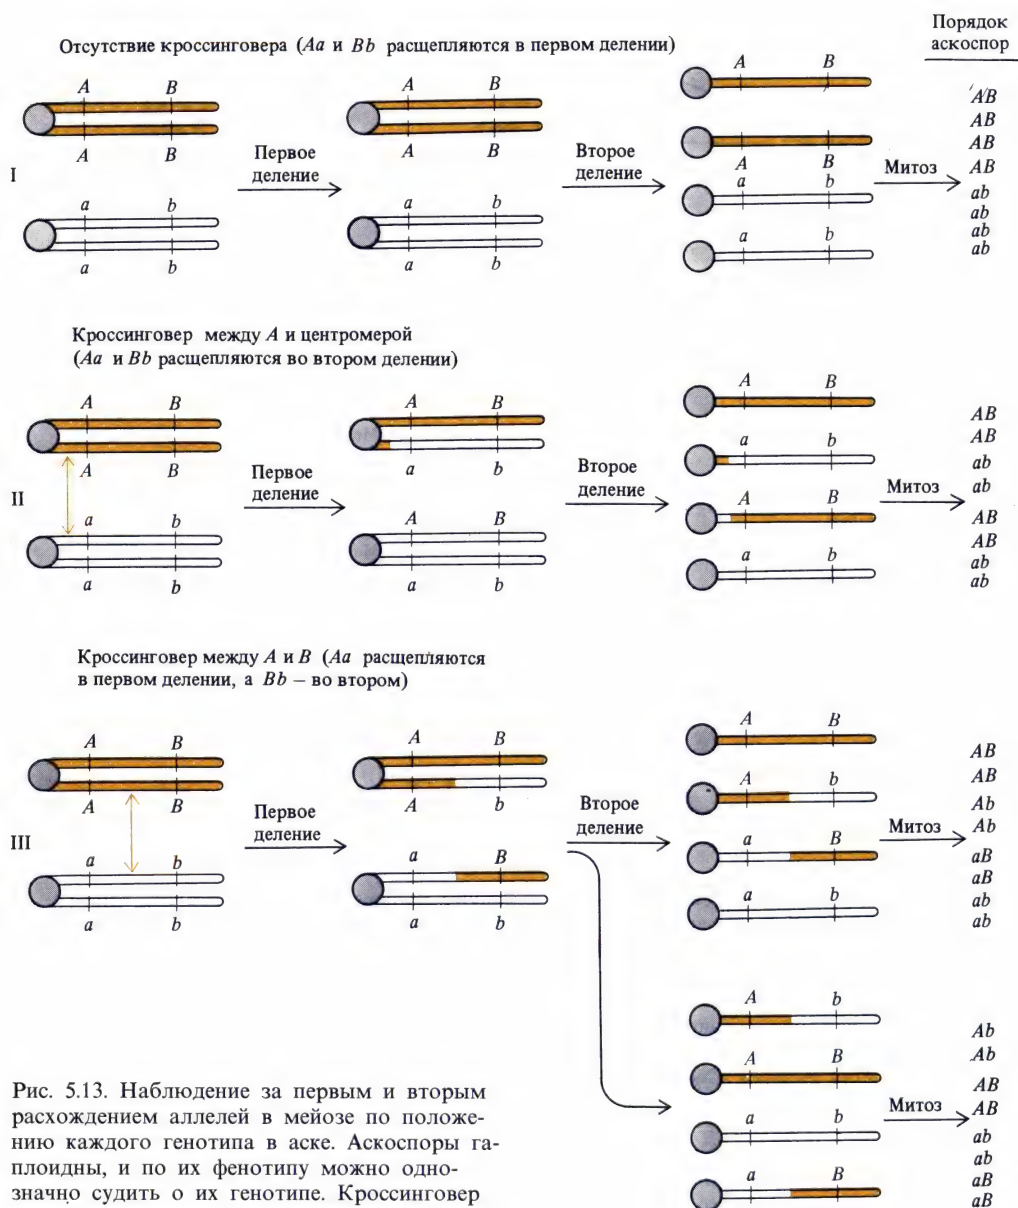 Порядок
аскоспор
Отсутствие кроссинговера (Aa и Bb расщепляются в первом делении)
A B
A B
I
a b
a b
Первое
деление
A B
A B
a b
a b
Второе
деление
A B
A B
a b
a b
Митоз
AB
AB
AB
AB
ab
ab
ab
ab
Кроссинговер между A и центромерой
(Aa и Bb расщепляются во втором делении)
A B
A B
II
a b
a b
Первое
деление
A B
a b
A B
a b
Второе
деление
A B
a b
A B
a b
Митоз
AB
AB
ab
ab
AB
AB
ab
ab
Кроссинговер между A и B (Aa расщепляются
в первом делении, а Bb – во втором)
A B
A B
III
a b
a b
Первое
деление
A B
A b
a B
a b
Второе
деление
A B
A b
a B
a b
Митоз
AB
AB
Ab
Ab
aB
aB
ab
ab
A b
A B
a b
a B
Митоз
Ab
Ab
AB
AB
ab
ab
aB
aB
Рис. 5.13. Наблюдение за первым и вторым
расхождением аллелей в мейозе по положе-
нию каждого генотипа в аске. Аскоспоры га-
плоидны, и по их фенотипу можно одно-
значно судить о их генотипе. Кроссинговер